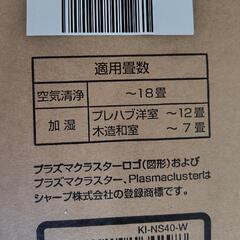 適用畳数
空気清浄 ～18畳
加湿 プレハブ洋室 ～12畳
木造和室 ～ 7畳
プラズマクラスターロゴ(図形)および
プラズマクラスター、Plasmaclusterは
シャープ株式会社の登録商標です。
KI-NS40-W